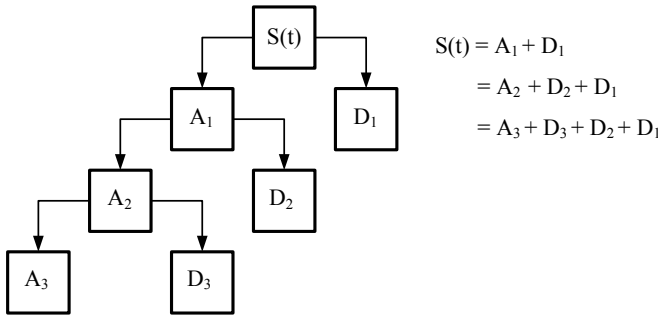 S(t)
S(t) = A₁ + D₁
A₁
D₁
= A₂ + D₂ + D₁
= A₃ + D₃ + D₂ + D₁
A₂
D₂
A₃
D₃